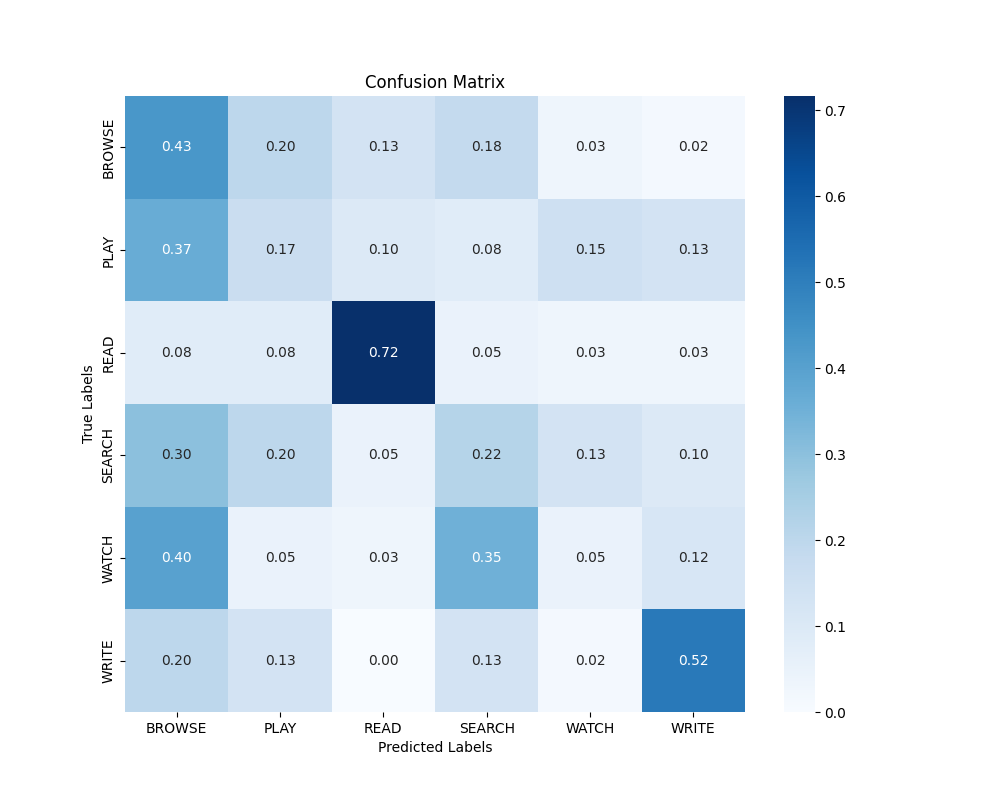 Confusion Matrix
True Labels
BROWSE 0.43 0.20 0.13 0.18 0.03 0.02
PLAY 0.37 0.17 0.10 0.08 0.15 0.13
READ 0.08 0.08 0.72 0.05 0.03 0.03
SEARCH 0.30 0.20 0.05 0.22 0.13 0.10
WATCH 0.40 0.05 0.03 0.35 0.05 0.12
WRITE 0.20 0.13 0.00 0.13 0.02 0.52
BROWSE PLAY READ SEARCH WATCH WRITE
Predicted Labels
0.7
0.6
0.5
0.4
0.3
0.2
0.1
0.0